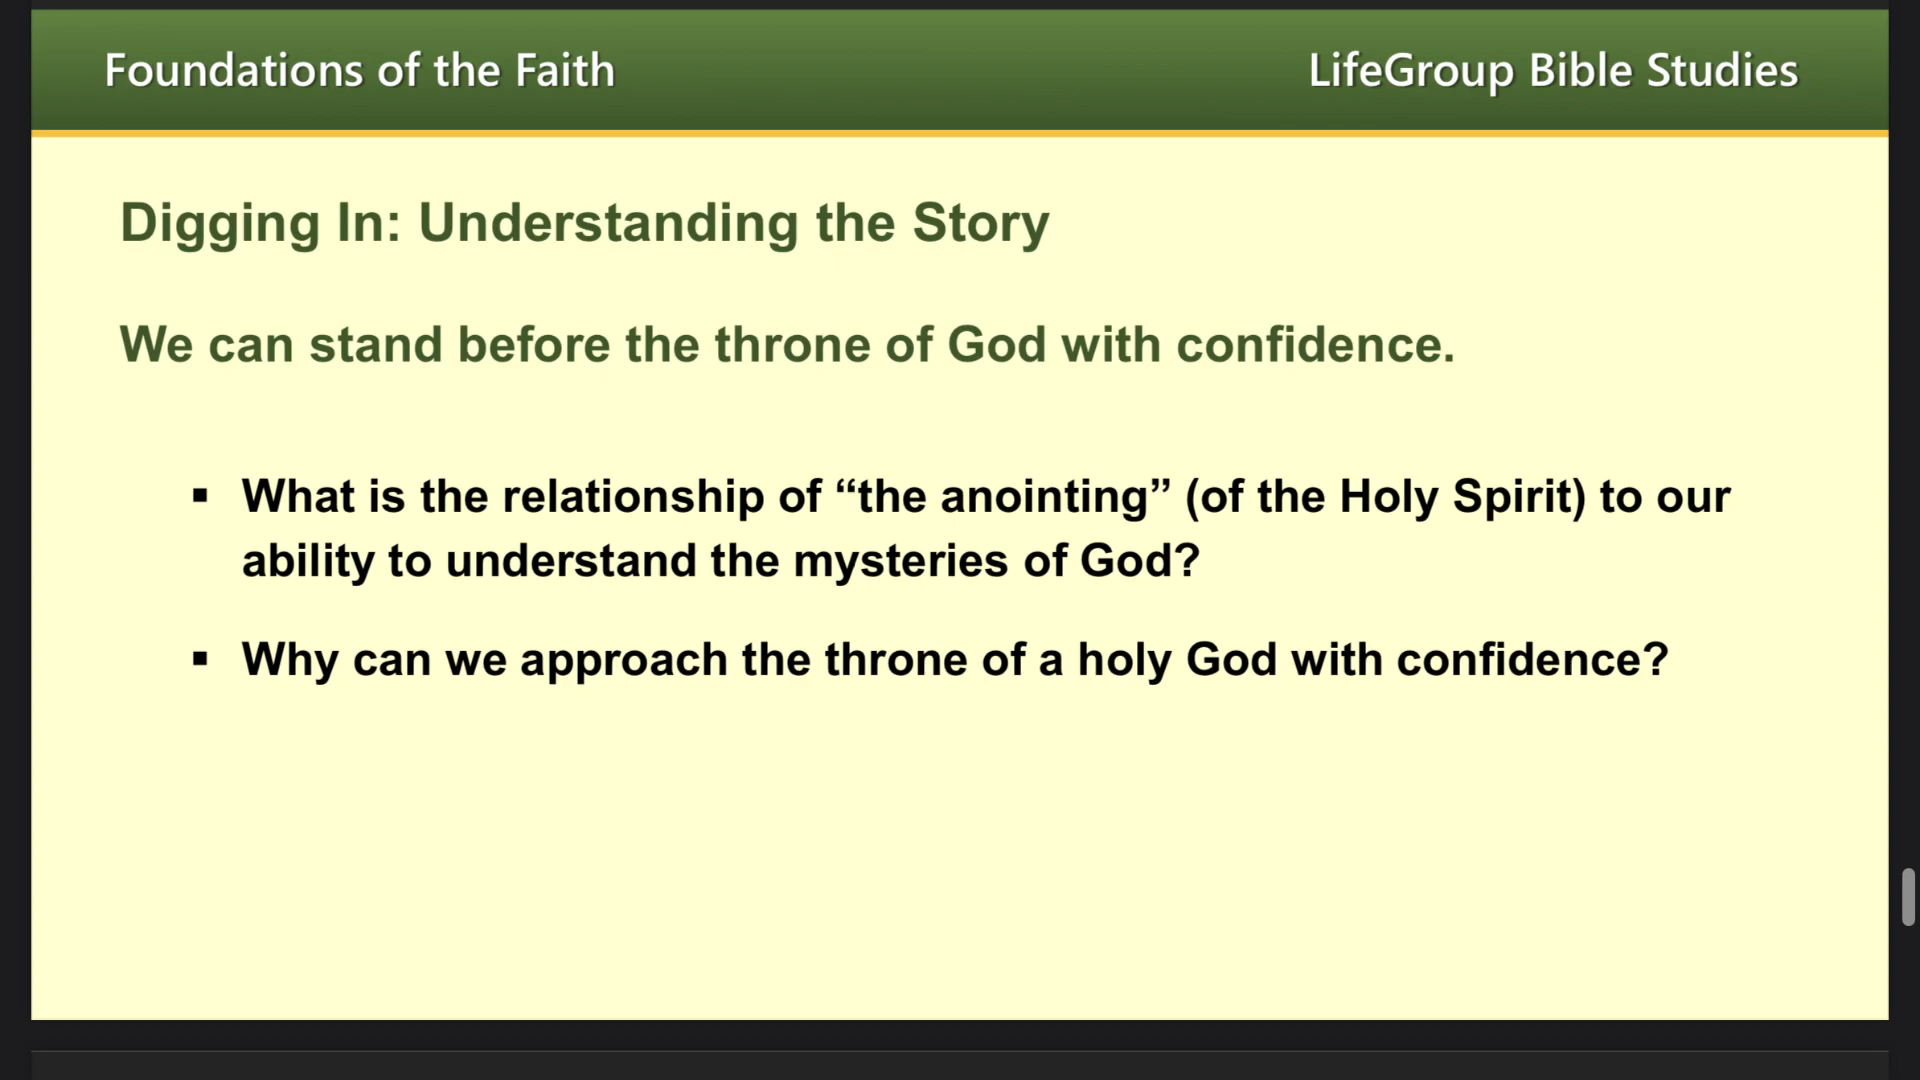 Foundations of the Faith
LifeGroup Bible Studies
Digging In: Understanding the Story
We can stand before the throne of God with confidence.
▪ What is the relationship of “the anointing” (of the Holy Spirit) to our
ability to understand the mysteries of God?
▪ Why can we approach the throne of a holy God with confidence?